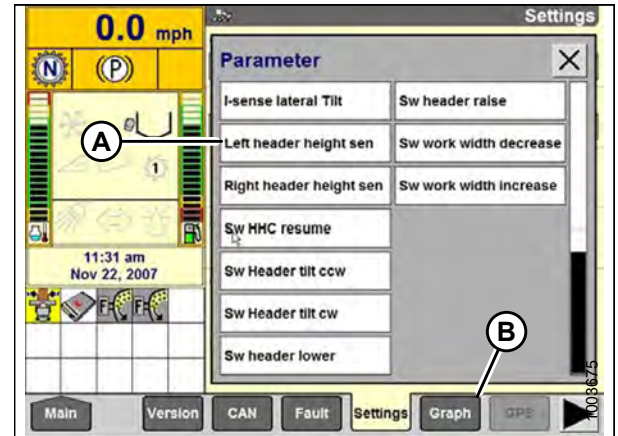 0.0 mph
Settings
N
(P)
Parameter
X
I-sense lateral Tilt
Sw header raise
A
Left header height sen
Sw work width decrease
1
Right header height sen
Sw work width increase
Sw HHC resume
11:31 am
Nov 22, 2007
Sw Header tilt ccw
Sw Header tilt cw
B
Sw header lower
Main
Version
CAN
Fault
Settings
Graph
GPS
1003675